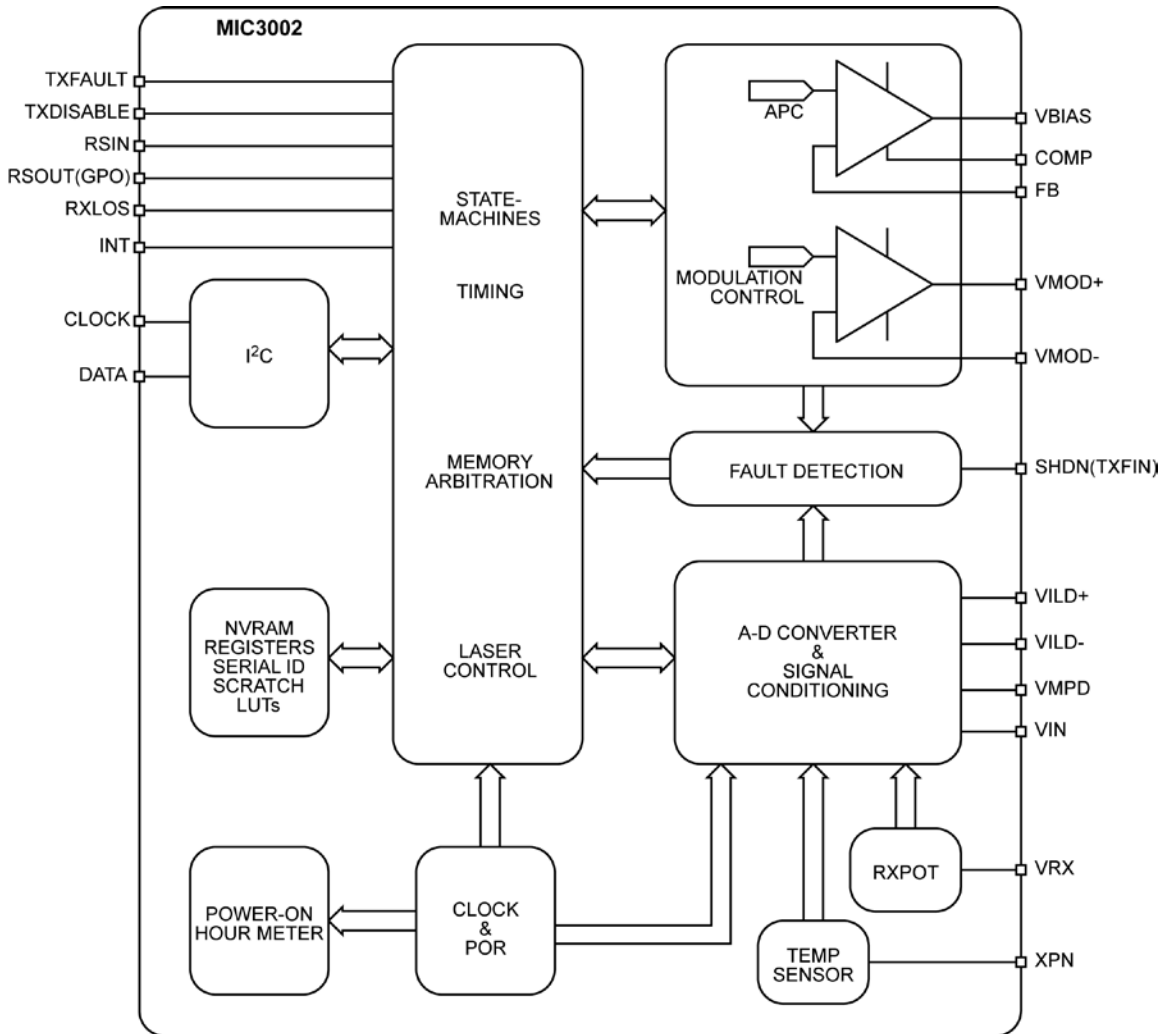 MIC3002
TXFAULT
TXDISABLE
RSIN
RSOUT(GPO)
RXLOS
INT
CLOCK
DATA
I²C
NVRAM
REGISTERS
SERIAL ID
SCRATCH
LUTs
POWER-ON
HOUR METER
STATE-
MACHINES
TIMING
MEMORY
ARBITRATION
LASER
CONTROL
CLOCK
&
POR
APC
MODULATION
CONTROL
FAULT DETECTION
A-D CONVERTER
&
SIGNAL
CONDITIONING
RXPOT
TEMP
SENSOR
VBIAS
COMP
FB
VMOD+
VMOD-
SHDN(TXFIN)
VILD+
VILD-
VMPD
VIN
VRX
XPN